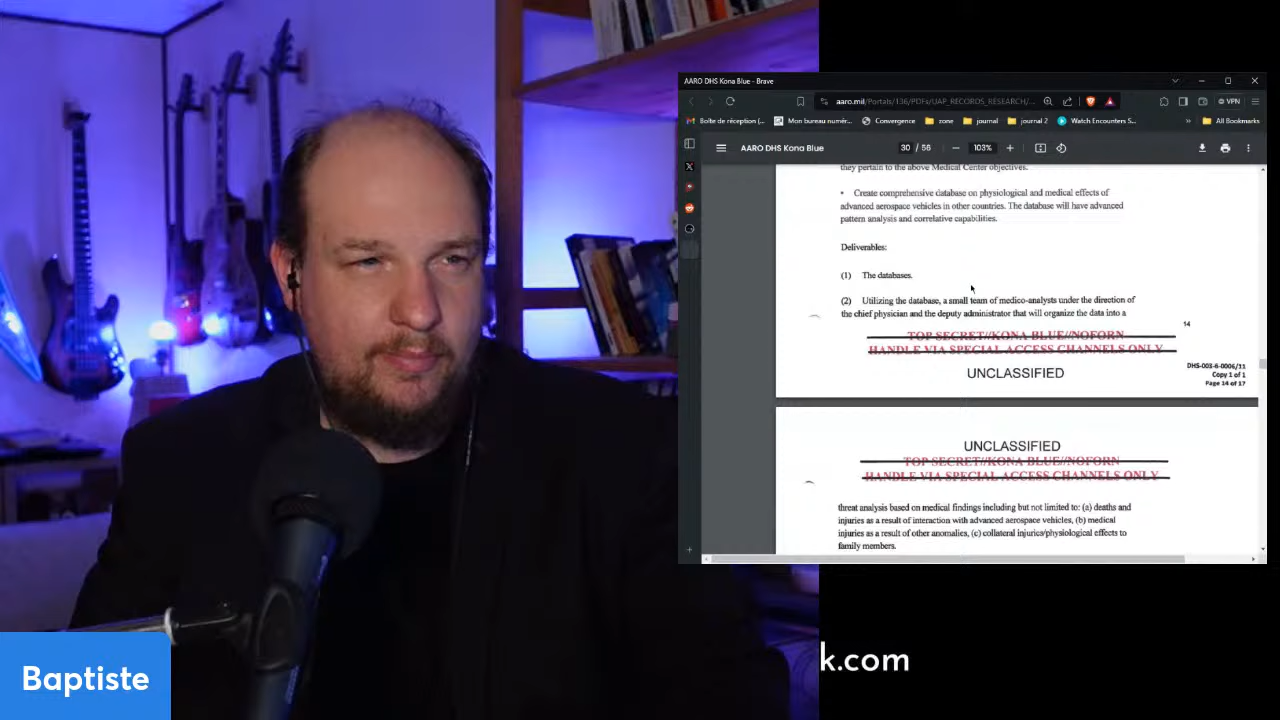 AARO DHS Kona Blue - Brave
aaro.mil/Portals/136/PDFs/UAP_RECORDS_RESEARCH/...
VPN
Boîte de réception (... Mon bureau numér... Convergence zone journal journal 2 Watch Encounters S... » All Bookmarks
AARO DHS Kona Blue 30 / 56 103%
they pertain to the above Medical Center objectives.
• Create comprehensive database on physiological and medical effects of
advanced aerospace vehicles in other countries. The database will have advanced
pattern analysis and correlative capabilities.
Deliverables:
(1) The databases.
(2) Utilizing the database, a small team of medico-analysts under the direction of
the chief physician and the deputy administrator that will organize the data into a
14
TOP SECRET//KONA BLUE//NOFORN
HANDLE VIA SPECIAL ACCESS CHANNELS ONLY
UNCLASSIFIED
DHS-003-6-0006/11
Copy 1 of 1
Page 14 of 17
UNCLASSIFIED
TOP SECRET//KONA BLUE//NOFORN
HANDLE VIA SPECIAL ACCESS CHANNELS ONLY
threat analysis based on medical findings including but not limited to: (a) deaths and
injuries as a result of interaction with advanced aerospace vehicles, (b) medical
injuries as a result of other anomalies, (c) collateral injuries/physiological effects to
family members.
Baptiste
k.com